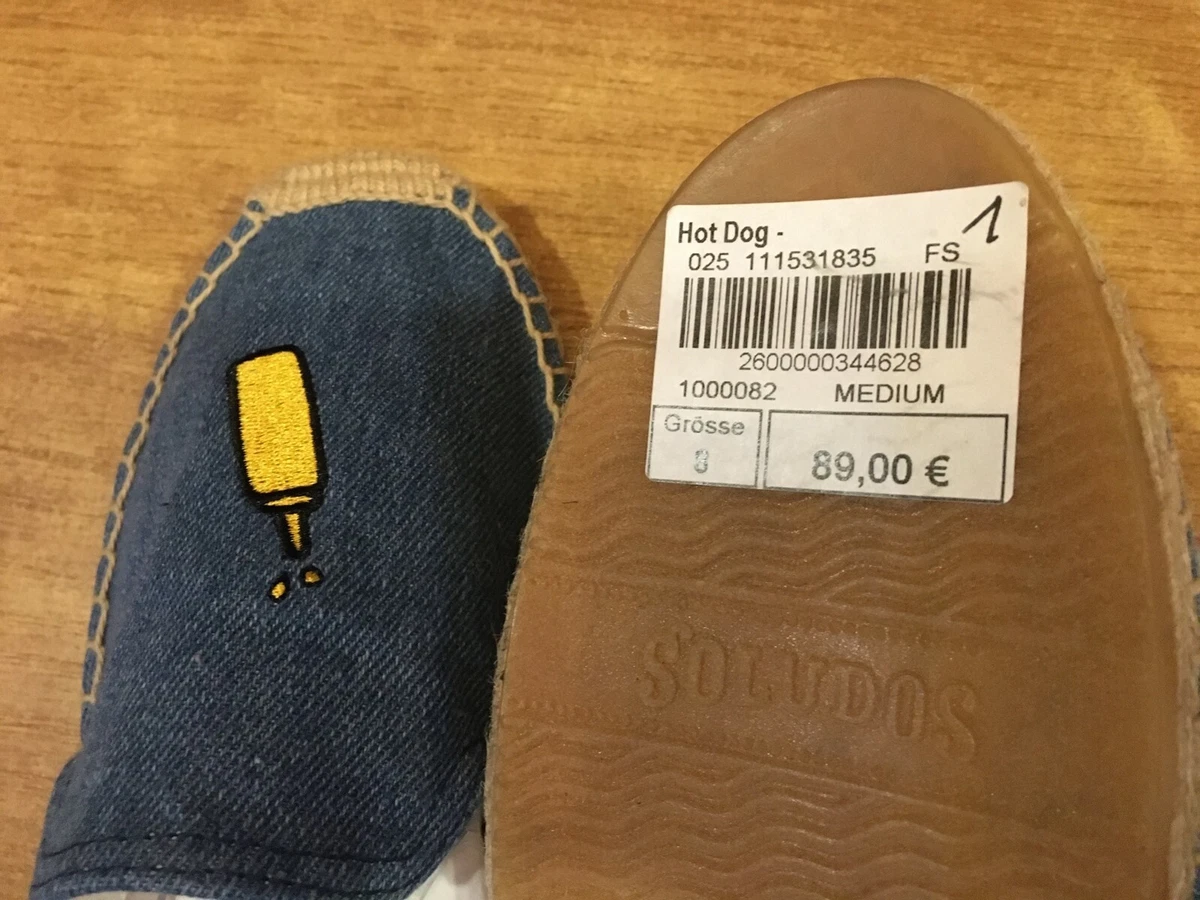 Hot Dog - 1
025 111531835 FS
2600000344628
1000082 MEDIUM
Grösse
8
89,00 €
SOLUDOS